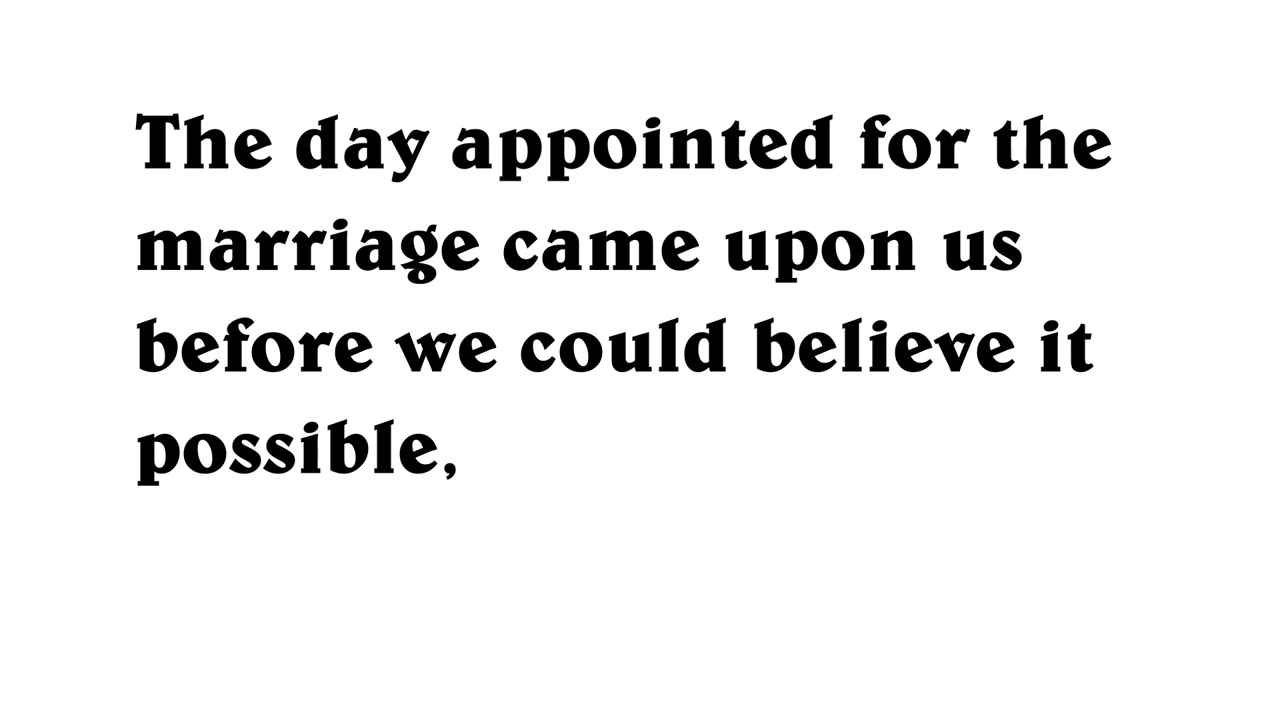 The day appointed for the
marriage came upon us
before we could believe it
possible,